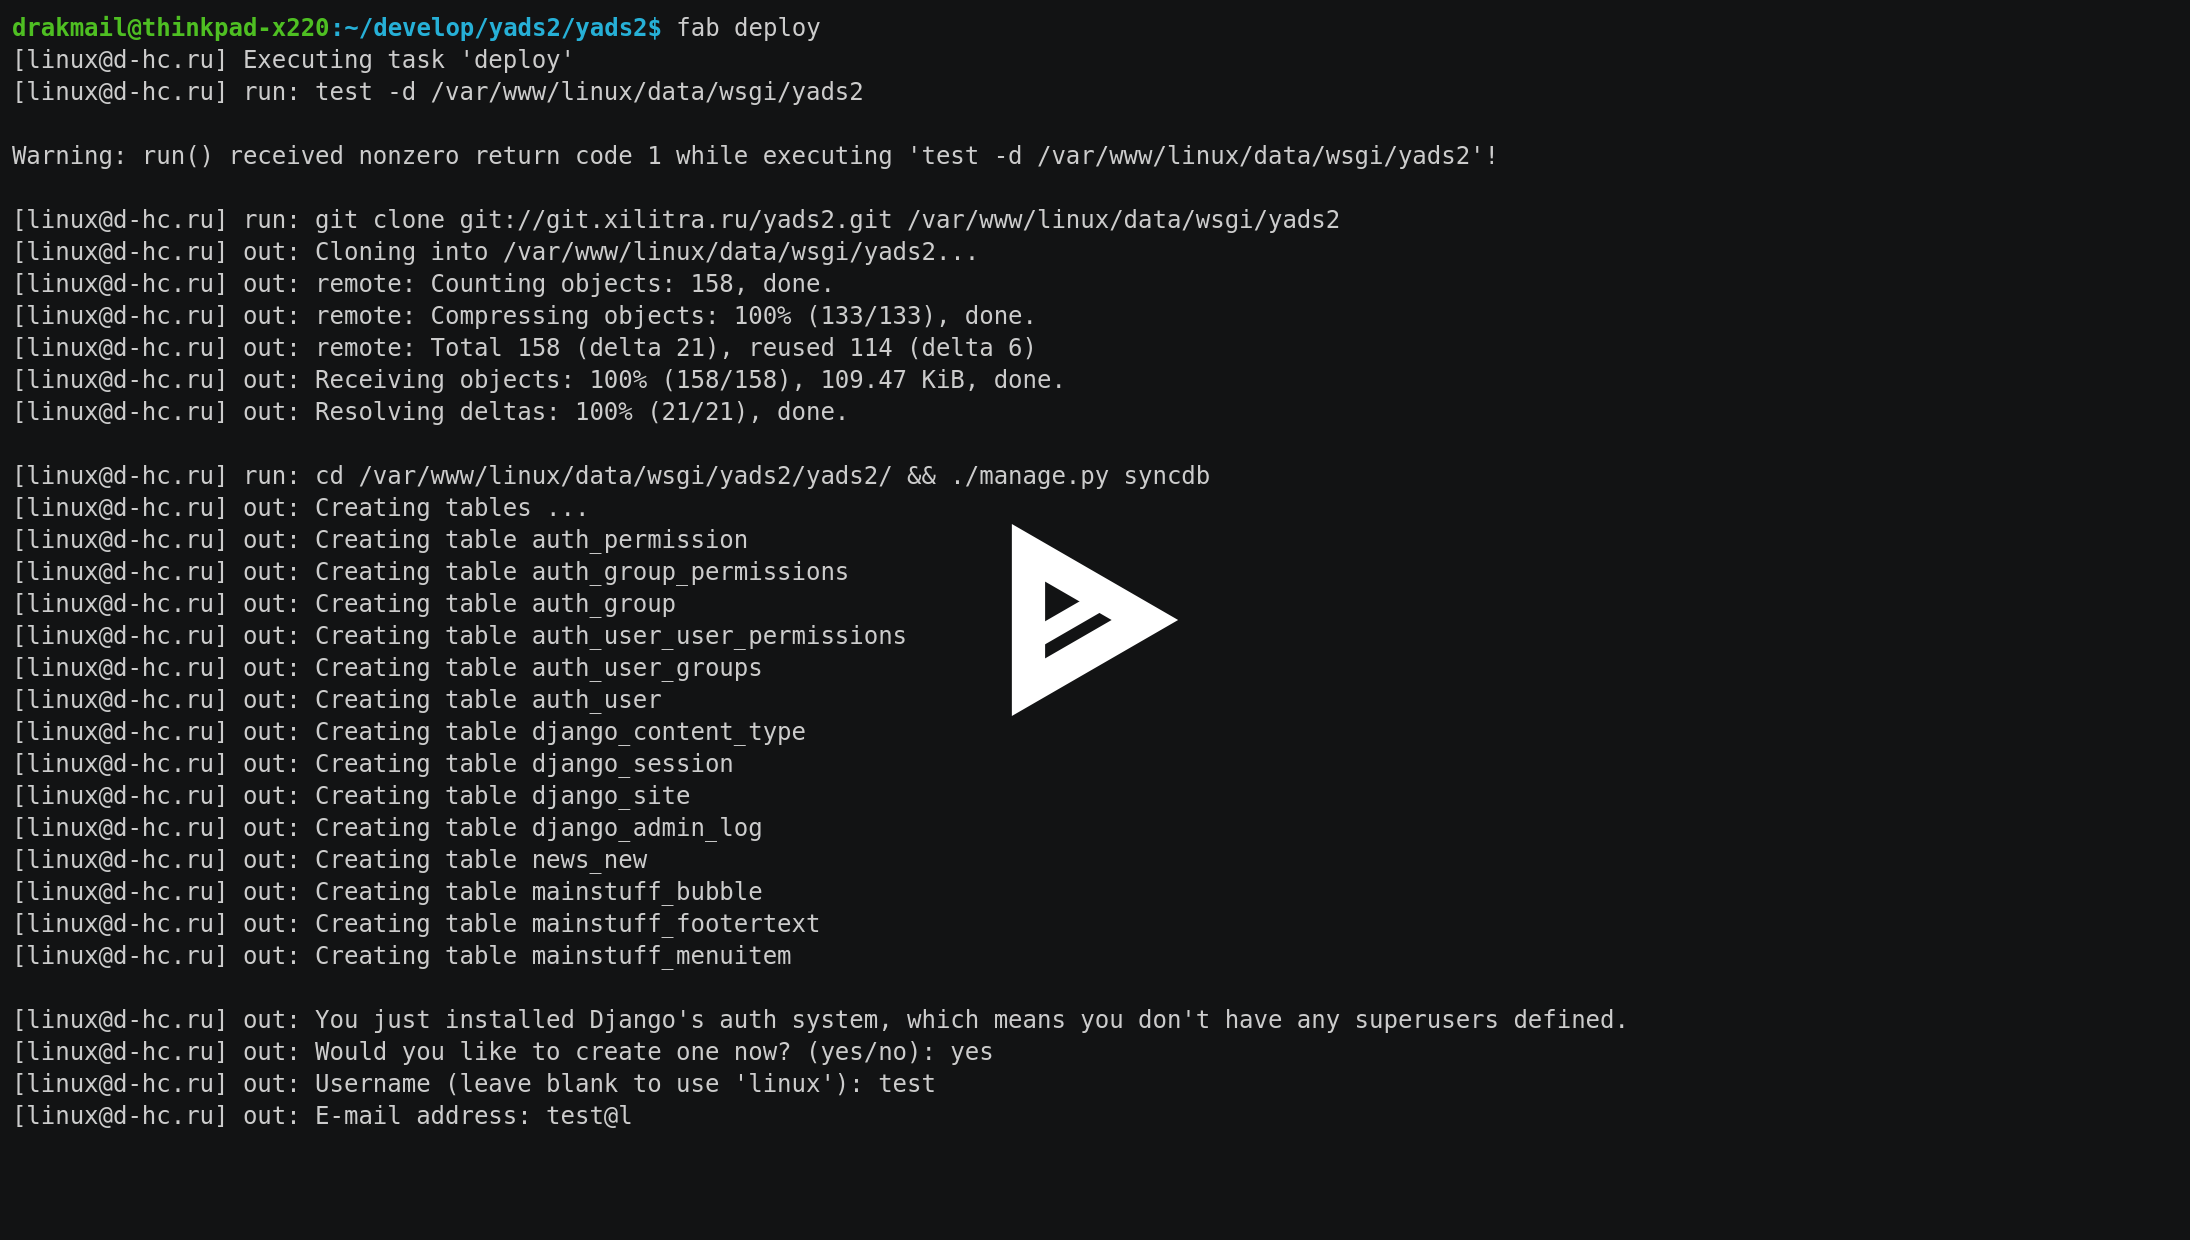 drakmail@thinkpad-x220:~/develop/yads2/yads2$ fab deploy
[linux@d-hc.ru] Executing task 'deploy'
[linux@d-hc.ru] run: test -d /var/www/linux/data/wsgi/yads2
Warning: run() received nonzero return code 1 while executing 'test -d /var/www/linux/data/wsgi/yads2'!
[linux@d-hc.ru] run: git clone git://git.xilitra.ru/yads2.git /var/www/linux/data/wsgi/yads2
[linux@d-hc.ru] out: Cloning into /var/www/linux/data/wsgi/yads2...
[linux@d-hc.ru] out: remote: Counting objects: 158, done.
[linux@d-hc.ru] out: remote: Compressing objects: 100% (133/133), done.
[linux@d-hc.ru] out: remote: Total 158 (delta 21), reused 114 (delta 6)
[linux@d-hc.ru] out: Receiving objects: 100% (158/158), 109.47 KiB, done.
[linux@d-hc.ru] out: Resolving deltas: 100% (21/21), done.
[linux@d-hc.ru] run: cd /var/www/linux/data/wsgi/yads2/yads2/ && ./manage.py syncdb
[linux@d-hc.ru] out: Creating tables ...
[linux@d-hc.ru] out: Creating table auth_permission
[linux@d-hc.ru] out: Creating table auth_group_permissions
[linux@d-hc.ru] out: Creating table auth_group
[linux@d-hc.ru] out: Creating table auth_user_user_permissions
[linux@d-hc.ru] out: Creating table auth_user_groups
[linux@d-hc.ru] out: Creating table auth_user
[linux@d-hc.ru] out: Creating table django_content_type
[linux@d-hc.ru] out: Creating table django_session
[linux@d-hc.ru] out: Creating table django_site
[linux@d-hc.ru] out: Creating table django_admin_log
[linux@d-hc.ru] out: Creating table news_new
[linux@d-hc.ru] out: Creating table mainstuff_bubble
[linux@d-hc.ru] out: Creating table mainstuff_footertext
[linux@d-hc.ru] out: Creating table mainstuff_menuitem
[linux@d-hc.ru] out: You just installed Django's auth system, which means you don't have any superusers defined.
[linux@d-hc.ru] out: Would you like to create one now? (yes/no): yes
[linux@d-hc.ru] out: Username (leave blank to use 'linux'): test
[linux@d-hc.ru] out: E-mail address: test@l